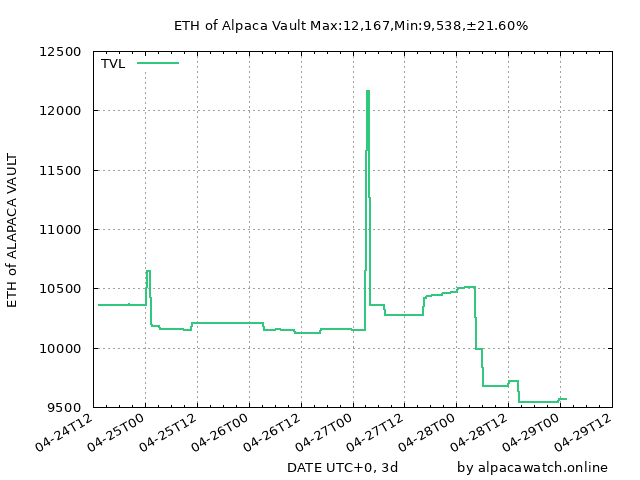 ETH of Alpaca Vault Max:12,167,Min:9,538,±21.60%
TVL
12500
12000
11500
11000
10500
10000
9500
ETH of ALAPACA VAULT
04-24T12
04-25T00
04-25T12
04-26T00
04-26T12
04-27T00
04-27T12
04-28T00
04-28T12
04-29T00
04-29T12
DATE UTC+0, 3d
by alpacawatch.online